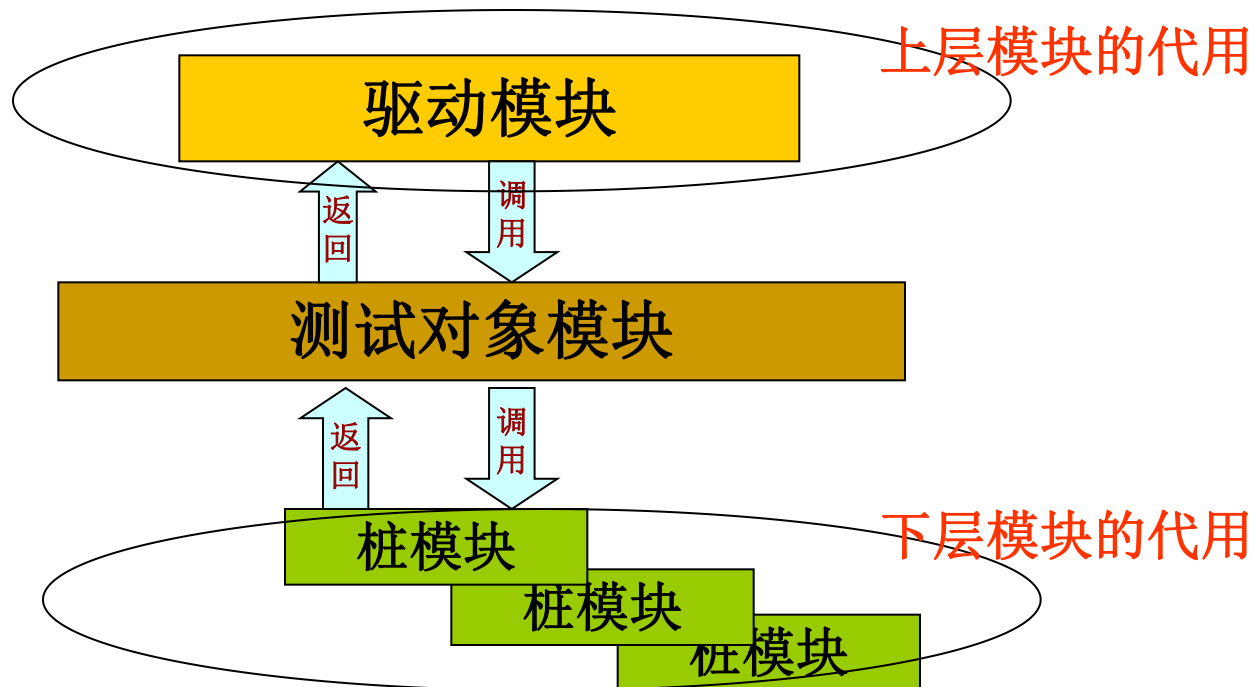 上层模块的代用
驱动模块
返回
调用
测试对象模块
返回
调用
下层模块的代用
桩模块
桩模块
桩模块